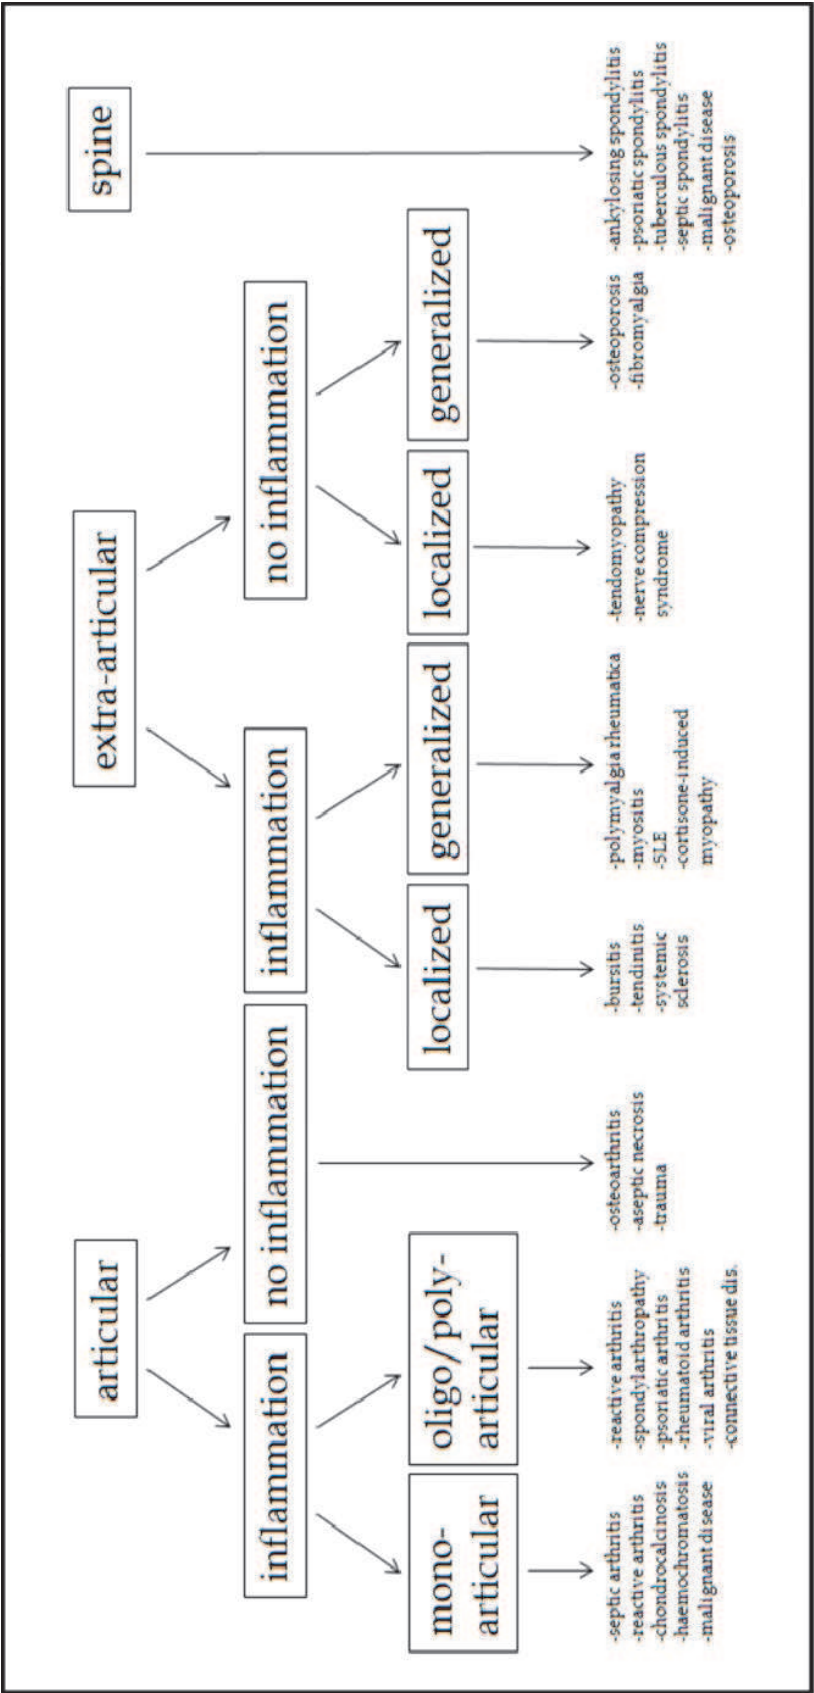 articular
extra-articular
spine
inflammation
no inflammation
inflammation
no inflammation
mono-
articular
oligo/poly-
articular
localized
generalized
localized
generalized
-septic arthritis
-reactive arthritis
-chondrocalcinosis
-haemochromatosis
-malignant disease
-reactive arthritis
-spondylarthropathy
-psoriatic arthritis
-rheumatoid arthritis
-viral arthritis
-connective tissue dis.
-osteoarthritis
-aseptic necrosis
-trauma
-bursitis
-tendinitis
-systemic
sclerosis
-polymyalgia rheumatica
-myositis
-SLE
-cortisone-induced
myopathy
-tendomyopathy
-nerve compression
syndrome
-osteoporosis
-fibromyalgia
-ankylosing spondylitis
-psoriatic spondylitis
-tuberculous spondylitis
-septic spondylitis
-malignant disease
-osteoporosis